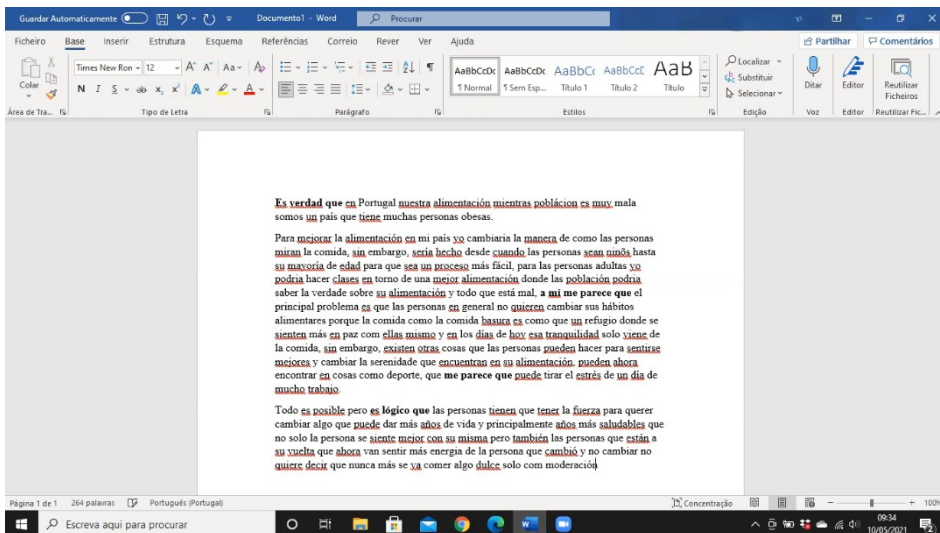 Guardar Automaticamente
Documento1 - Word
Procurar
Ficheiro Base Inserir Estrutura Esquema Referências Correio Rever Ver Ajuda
Partilhar Comentários
Colar
Times New Ron 12 A A Aa A
N I S ab x, x² A A
AaBbCcDc AaBbCcDc AaBbCc AaBbCcC AaB
¶ Normal ¶ Sem Esp... Título 1 Título 2 Título
Localizar
Substituir
Selecionar
Ditar Editor Reutilizar Ficheiros
Área de Tra... Tipo de Letra Parágrafo Estilos Edição Voz Editor Reutilizar Fic...
Es verdad que en Portugal nuestra alimentación mientras poblácion es muy mala
somos un país que tiene muchas personas obesas.
Para mejorar la alimentación en mi país yo cambiaria la manera de como las personas
miran la comida, sin embargo, sería hecho desde cuando las personas sean ninõs hasta
su mayoría de edad para que sea un proceso más fácil, para las personas adultas yo
podria hacer clases en torno de una mejor alimentación donde las población podria
saber la verdade sobre su alimentación y todo que está mal, a mí me parece que el
principal problema es que las personas en general no quieren cambiar sus hábitos
alimentares porque la comida como la comida basura es como que un refugio donde se
sienten más en paz com ellas mismo y en los días de hoy esa tranquilidad solo viene de
la comida, sin embargo, existen otras cosas que las personas pueden hacer para sentirse
mejores y cambiar la serenidade que encuentran en su alimentación, pueden ahora
encontrar en cosas como deporte, que me parece que puede tirar el estrés de un día de
mucho trabajo.
Todo es posible pero es lógico que las personas tienen que tener la fuerza para querer
cambiar algo que puede dar más años de vida y principalmente años más saludables que
no solo la persona se siente mejor con su misma pero también las personas que están a
su vuelta que ahora van sentir más energia de la persona que cambió y no cambiar no
quiere decir que nunca más se va comer algo dulce solo com moderación
Página 1 de 1 264 palavras Português (Portugal) Concentração 100%
Escreva aqui para procurar
09:34
10/05/2021